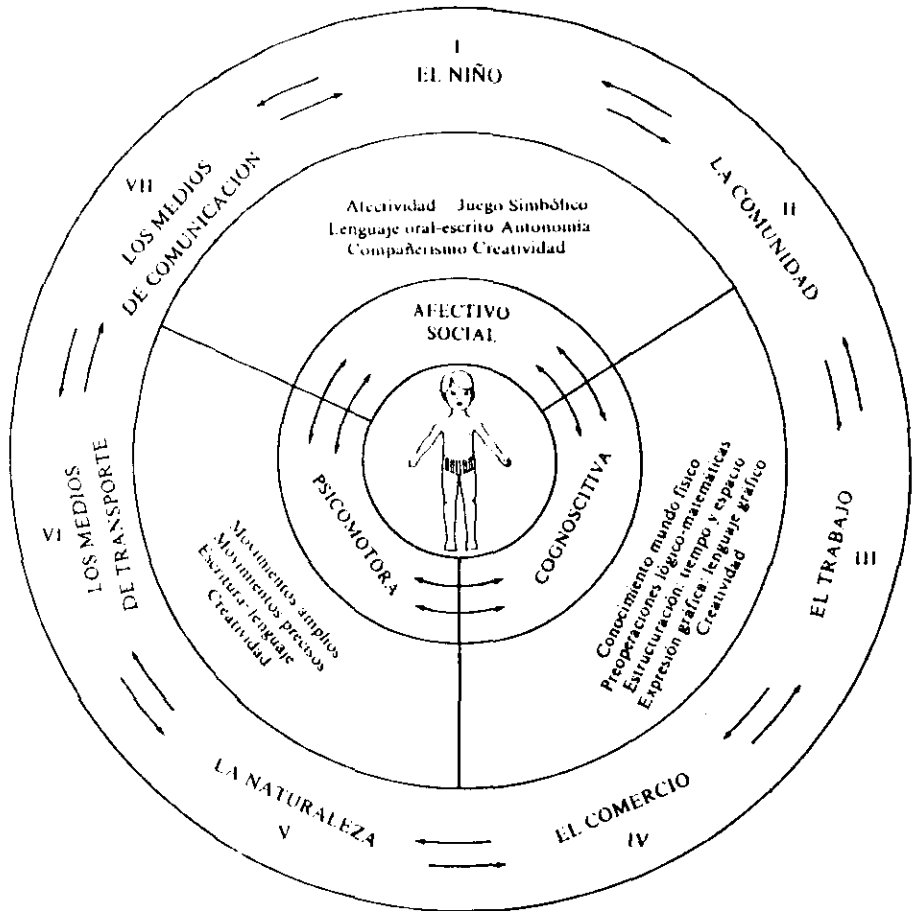 I
EL NIÑO
II
LA COMUNIDAD
III
EL TRABAJO
IV
EL COMERCIO
V
LA NATURALEZA
VI
LOS MEDIOS
DE TRANSPORTE
VII
LOS MEDIOS
DE COMUNICACION
Afectividad Juego Simbólico
Lenguaje oral-escrito Autonomía
Compañerismo Creatividad
AFECTIVO
SOCIAL
COGNOSCITIVA
PSICOMOTORA
Conocimiento mundo físico
Preoperaciones lógico-matemáticas
Estructuración: tiempo y espacio
Expresión gráfica: lenguaje gráfico
Creatividad
Movimientos amplios
Movimientos precisos
Escritura-lenguaje
Creatividad